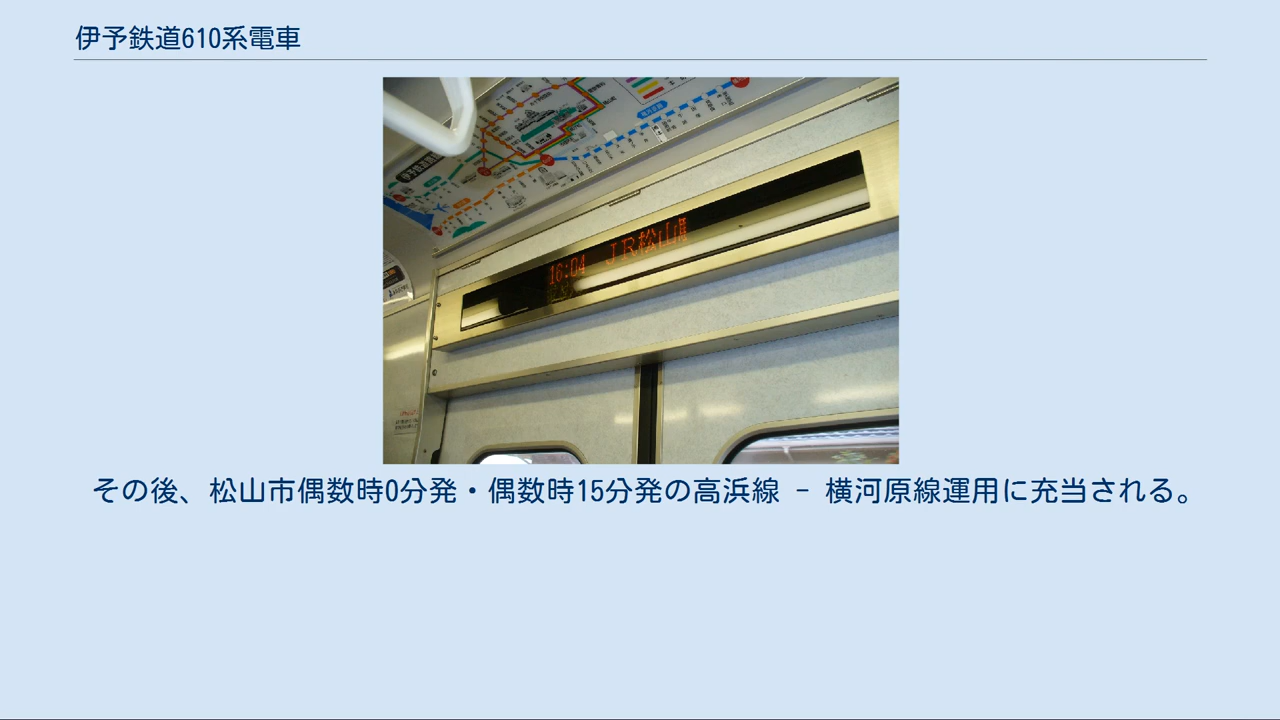 伊予鉄道610系電車
16:04 JR松山
その後、松山市偶数時0分発・偶数時15分発の高浜線 - 横河原線運用に充当される。